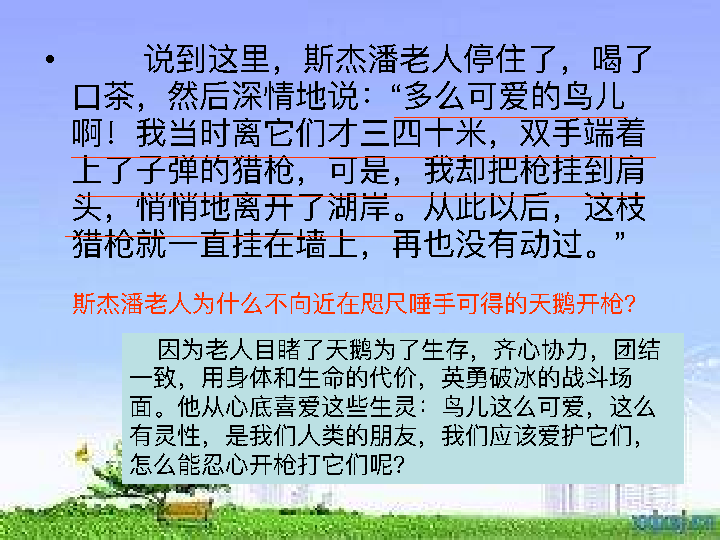 • 说到这里，斯杰潘老人停住了，喝了
口茶，然后深情地说：“多么可爱的鸟儿
啊！我当时离它们才三四十米，双手端着
上了子弹的猎枪，可是，我却把枪挂到肩
头，悄悄地离开了湖岸。从此以后，这枝
猎枪就一直挂在墙上，再也没有动过。”
斯杰潘老人为什么不向近在咫尺唾手可得的天鹅开枪？
因为老人目睹了天鹅为了生存，齐心协力，团结
一致，用身体和生命的代价，英勇破冰的战斗场
面。他从心底喜爱这些生灵：鸟儿这么可爱，这么
有灵性，是我们人类的朋友，我们应该爱护它们，
怎么能忍心开枪打它们呢？